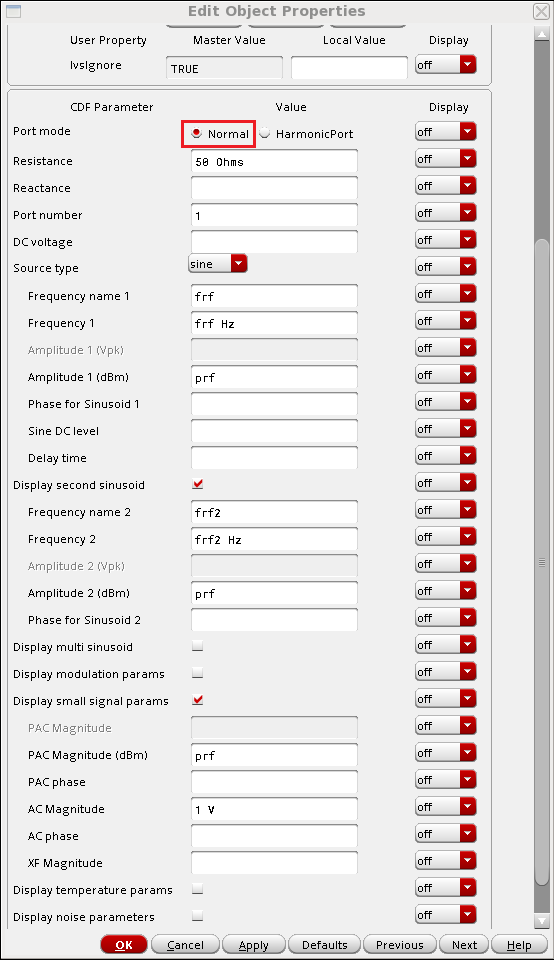 Edit Object Properties
User Property Master Value Local Value Display
lvsIgnore TRUE off
CDF Parameter Value Display
Port mode Normal HarmonicPort off
Resistance 50 Ohms off
Reactance off
Port number 1 off
DC voltage off
Source type sine off
Frequency name 1 frf off
Frequency 1 frf Hz off
Amplitude 1 (Vpk) off
Amplitude 1 (dBm) prf off
Phase for Sinusoid 1 off
Sine DC level off
Delay time off
Display second sinusoid off
Frequency name 2 frf2 off
Frequency 2 frf2 Hz off
Amplitude 2 (Vpk) off
Amplitude 2 (dBm) prf off
Phase for Sinusoid 2 off
Display multi sinusoid off
Display modulation params off
Display small signal params off
PAC Magnitude off
PAC Magnitude (dBm) prf off
PAC phase off
AC Magnitude 1 V off
AC phase off
XF Magnitude off
Display temperature params off
Display noise parameters off
OK Cancel Apply Defaults Previous Next Help